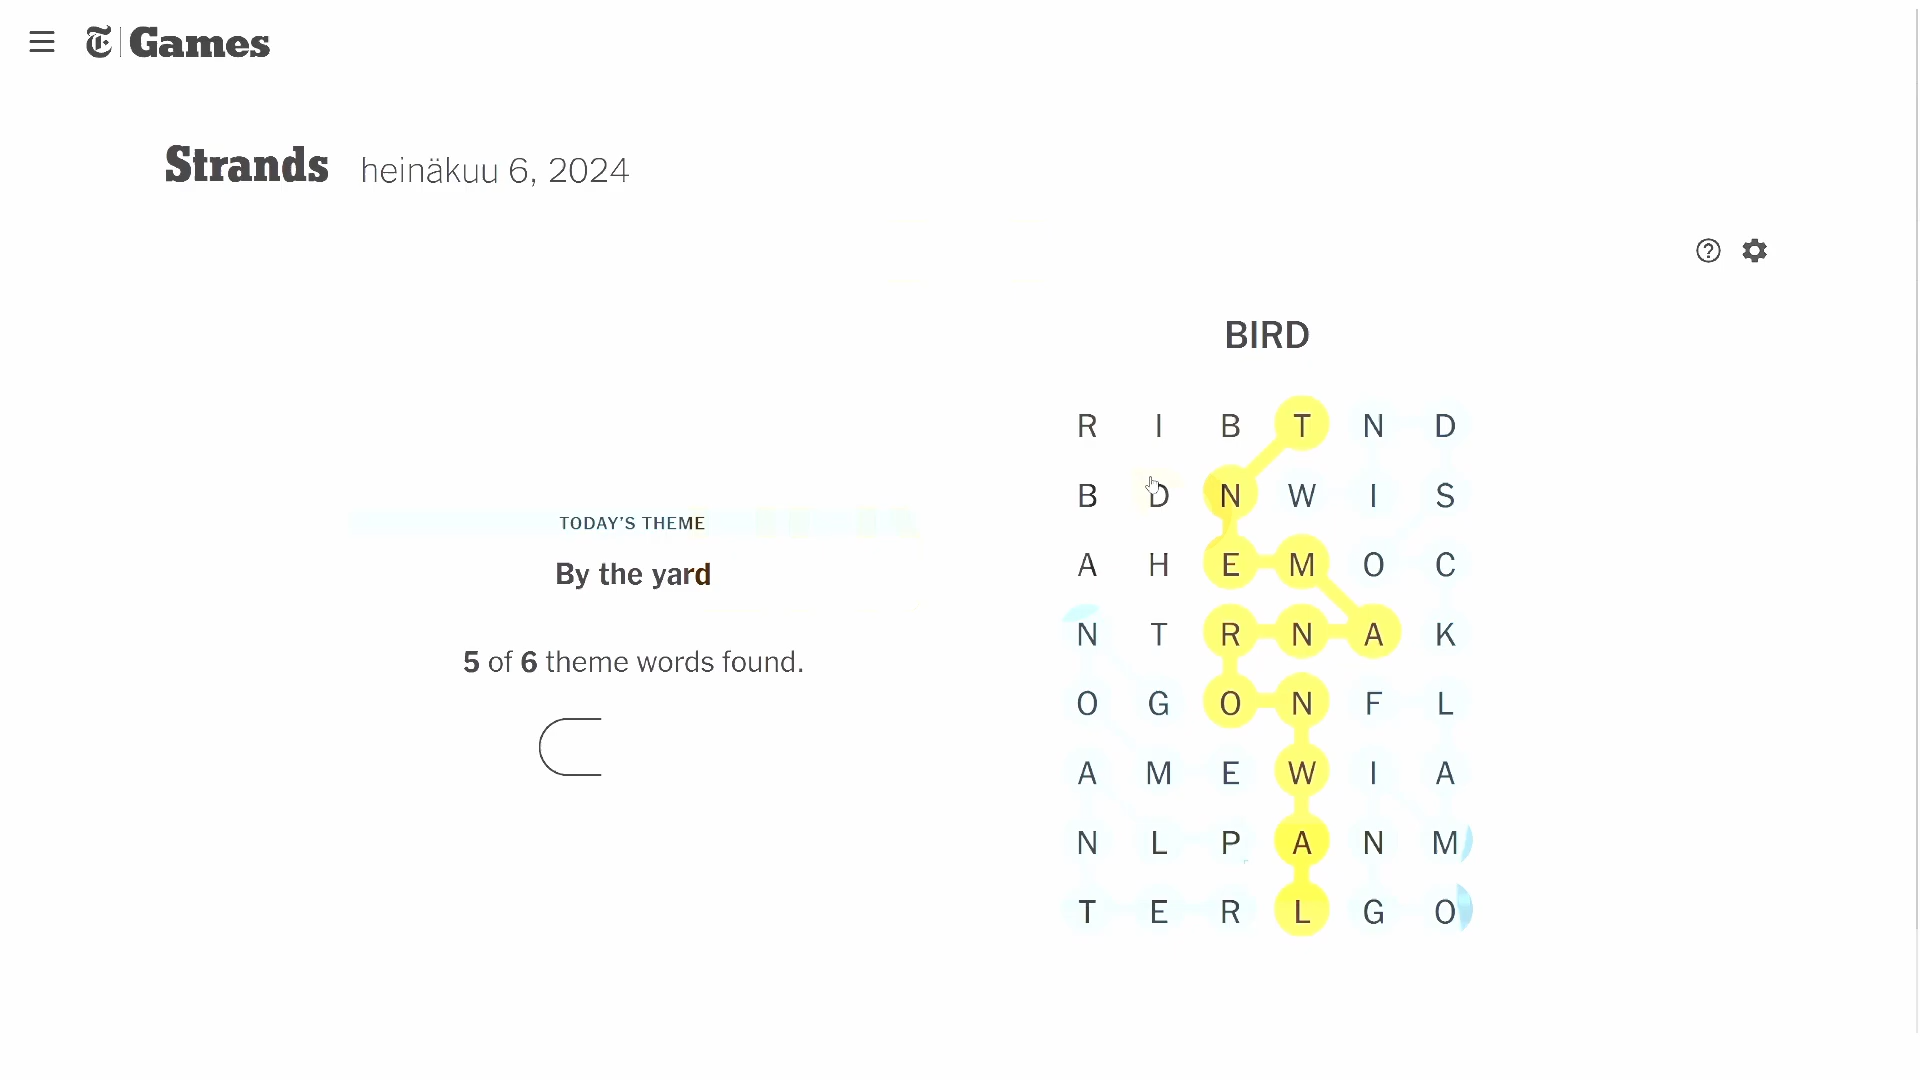 T Games
Strands heinäkuu 6, 2024
BIRD
R I B T N D
B D N W I S
TODAY'S THEME
By the yard
A H E M O C
N T R N A K
5 of 6 theme words found.
O G O N F L
A M E W I A
N L P A N M
T E R L G O